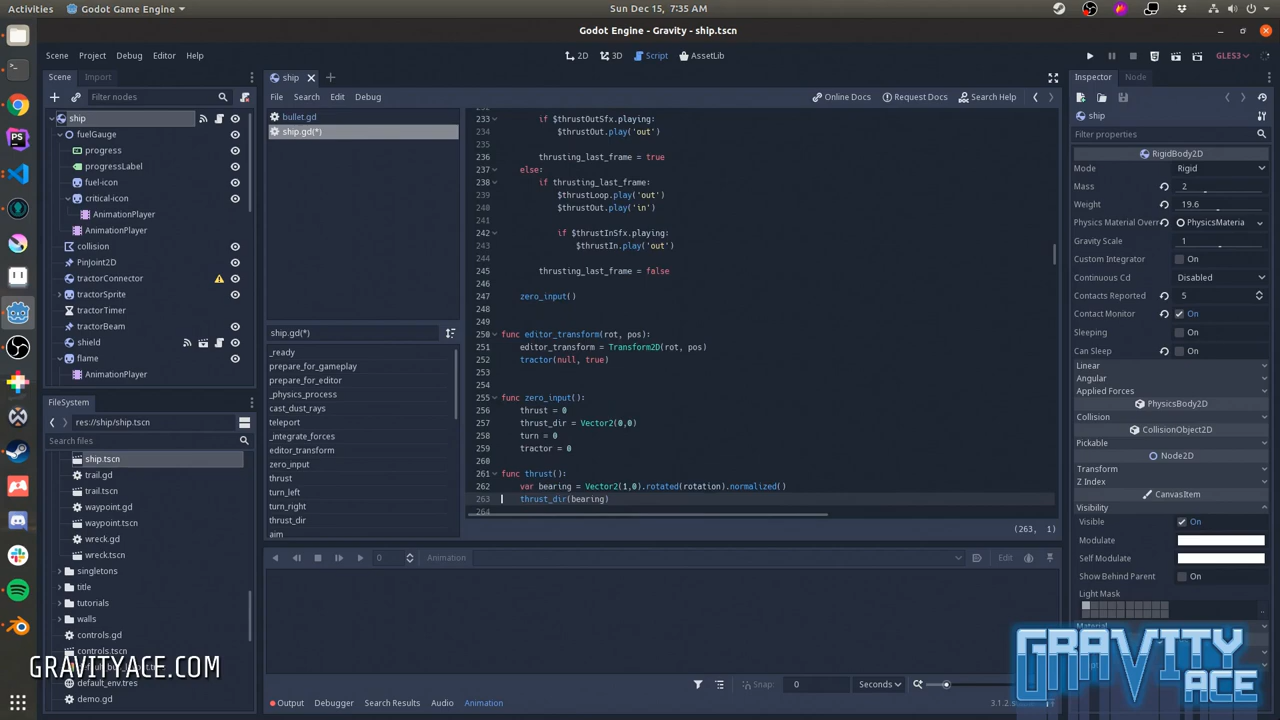 Activities
Godot Game Engine
Sun Dec 15, 7:35 AM
Godot Engine - Gravity - ship.tscn
Scene Project Debug Editor Help
2D 3D Script AssetLib
GLES3
Scene Import
Filter nodes
ship
fuelGauge
progress
progressLabel
fuel-icon
critical-icon
AnimationPlayer
AnimationPlayer
collision
PinJoint2D
tractorConnector
tractorSprite
tractorTimer
tractorBeam
shield
flame
AnimationPlayer
FileSystem
res://ship/ship.tscn
Search files
ship.tscn
trail.gd
trail.tscn
waypoint.gd
waypoint.tscn
wreck.gd
wreck.tscn
singletons
title
tutorials
walls
controls.gd
controls.tscn
default_env.tres
demo.gd
GRAVITYACE.COM
ship
File Search Edit Debug
Online Docs Request Docs Search Help
bullet.gd
ship.gd(*)
ship.gd(*)
_ready
prepare_for_gameplay
prepare_for_editor
_physics_process
cast_dust_rays
teleport
_integrate_forces
editor_transform
zero_input
thrust
turn_left
turn_right
thrust_dir
aim
233 if $thrustOutSfx.playing:
234 $thrustOut.play('out')
235
236 thrusting_last_frame = true
237 else:
238 if thrusting_last_frame:
239 $thrustLoop.play('out')
240 $thrustOut.play('in')
241
242 if $thrustInSfx.playing:
243 $thrustIn.play('out')
244
245 thrusting_last_frame = false
246
247 zero_input()
248
249
250 func editor_transform(rot, pos):
251 editor_transform = Transform2D(rot, pos)
252 tractor(null, true)
253
254
255 func zero_input():
256 thrust = 0
257 thrust_dir = Vector2(0,0)
258 turn = 0
259 tractor = 0
260
261 func thrust():
262 var bearing = Vector2(1,0).rotated(rotation).normalized()
263 thrust_dir(bearing)
264
(263, 1)
0 Animation Edit
Snap: 0 Seconds
Output Debugger Search Results Audio Animation
3.1.2.s
Inspector Node
ship
Filter properties
RigidBody2D
Mode Rigid
Mass 2
Weight 19.6
Physics Material Overr PhysicsMateria
Gravity Scale 1
Custom Integrator On
Continuous Cd Disabled
Contacts Reported 5
Contact Monitor On
Sleeping On
Can Sleep On
Linear
Angular
Applied Forces
PhysicsBody2D
Collision
CollisionObject2D
Pickable
Node2D
Transform
Z Index
CanvasItem
Visibility
Visible On
Modulate
Self Modulate
Show Behind Parent On
Light Mask
..
Material
GRAVITY
ACE